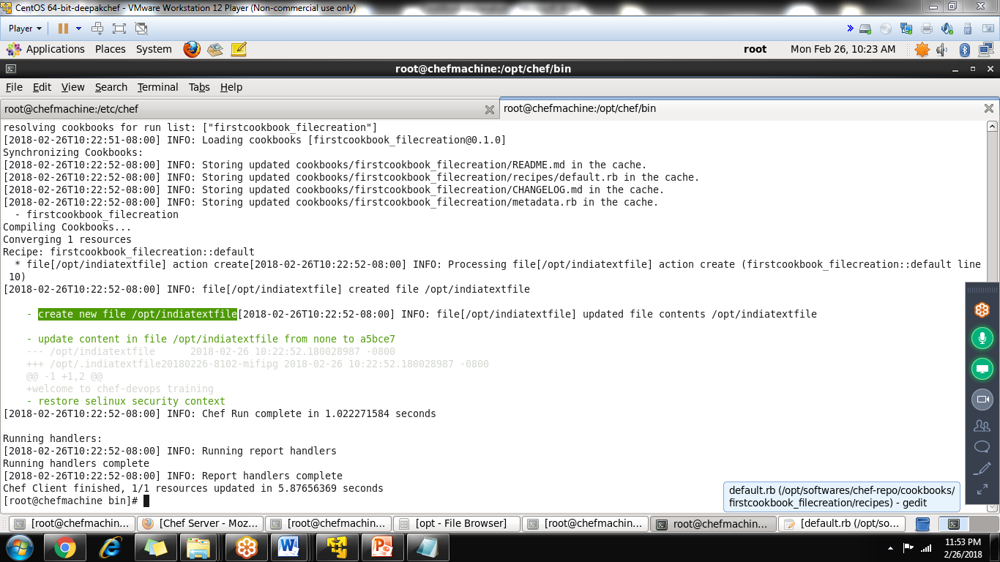 CentOS 64-bit-deepakchef - VMware Workstation 12 Player (Non-commercial use only)
Player
Applications Places System root Mon Feb 26, 10:23 AM
root@chefmachine:/opt/chef/bin
File Edit View Search Terminal Tabs Help
root@chefmachine:/etc/chef root@chefmachine:/opt/chef/bin
resolving cookbooks for run list: ["firstcookbook_filecreation"]
[2018-02-26T10:22:51-08:00] INFO: Loading cookbooks [firstcookbook_filecreation@0.1.0]
Synchronizing Cookbooks:
[2018-02-26T10:22:52-08:00] INFO: Storing updated cookbooks/firstcookbook_filecreation/README.md in the cache.
[2018-02-26T10:22:52-08:00] INFO: Storing updated cookbooks/firstcookbook_filecreation/recipes/default.rb in the cache.
[2018-02-26T10:22:52-08:00] INFO: Storing updated cookbooks/firstcookbook_filecreation/CHANGELOG.md in the cache.
[2018-02-26T10:22:52-08:00] INFO: Storing updated cookbooks/firstcookbook_filecreation/metadata.rb in the cache.
- firstcookbook_filecreation
Compiling Cookbooks...
Converging 1 resources
Recipe: firstcookbook_filecreation::default
* file[/opt/indiatextfile] action create[2018-02-26T10:22:52-08:00] INFO: Processing file[/opt/indiatextfile] action create (firstcookbook_filecreation::default line
10)
[2018-02-26T10:22:52-08:00] INFO: file[/opt/indiatextfile] created file /opt/indiatextfile
- create new file /opt/indiatextfile[2018-02-26T10:22:52-08:00] INFO: file[/opt/indiatextfile] updated file contents /opt/indiatextfile
- update content in file /opt/indiatextfile from none to a5bce7
--- /opt/indiatextfile 2018-02-26 10:22:52.180028987 -0800
+++ /opt/.indiatextfile20180226-8102-mifipg 2018-02-26 10:22:52.180028987 -0800
@@ -1 +1,2 @@
+welcome to chef-devops training
- restore selinux security context
[2018-02-26T10:22:52-08:00] INFO: Chef Run complete in 1.022271584 seconds
Running handlers:
[2018-02-26T10:22:52-08:00] INFO: Running report handlers
Running handlers complete
[2018-02-26T10:22:52-08:00] INFO: Report handlers complete
Chef Client finished, 1/1 resources updated in 5.87656369 seconds
[root@chefmachine bin]#
default.rb (/opt/softwares/chef-repo/cookbooks/
firstcookbook_filecreation/recipes) - gedit
[root@chefmachin... [Chef Server - Moz... [root@chefmachin... [opt - File Browser] [root@chefmachin... root@chefmachin... [default.rb (/opt/so...
11:53 PM
2/26/2018